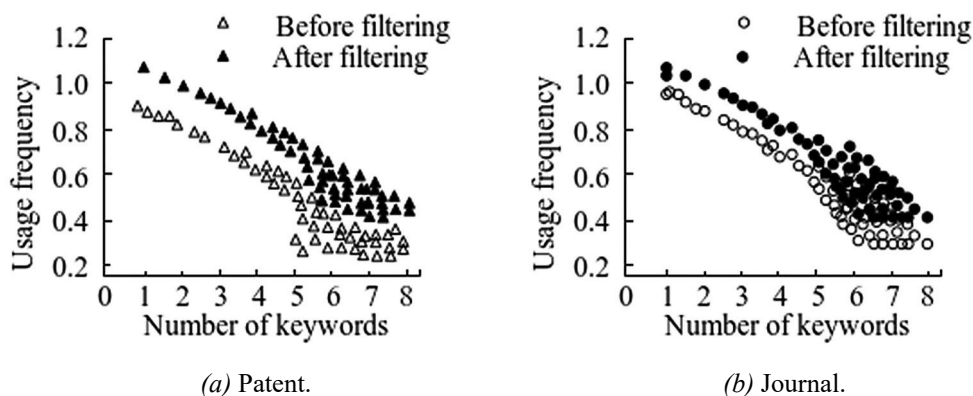 1.2
1.0
0.8
0.6
0.4
0.2
Usage frequency
Before filtering
After filtering
0 1 2 3 4 5 6 7 8
Number of keywords
(a) Patent.
1.2
1.0
0.8
0.6
0.4
0.2
Usage frequency
Before filtering
After filtering
0 1 2 3 4 5 6 7 8
Number of keywords
(b) Journal.